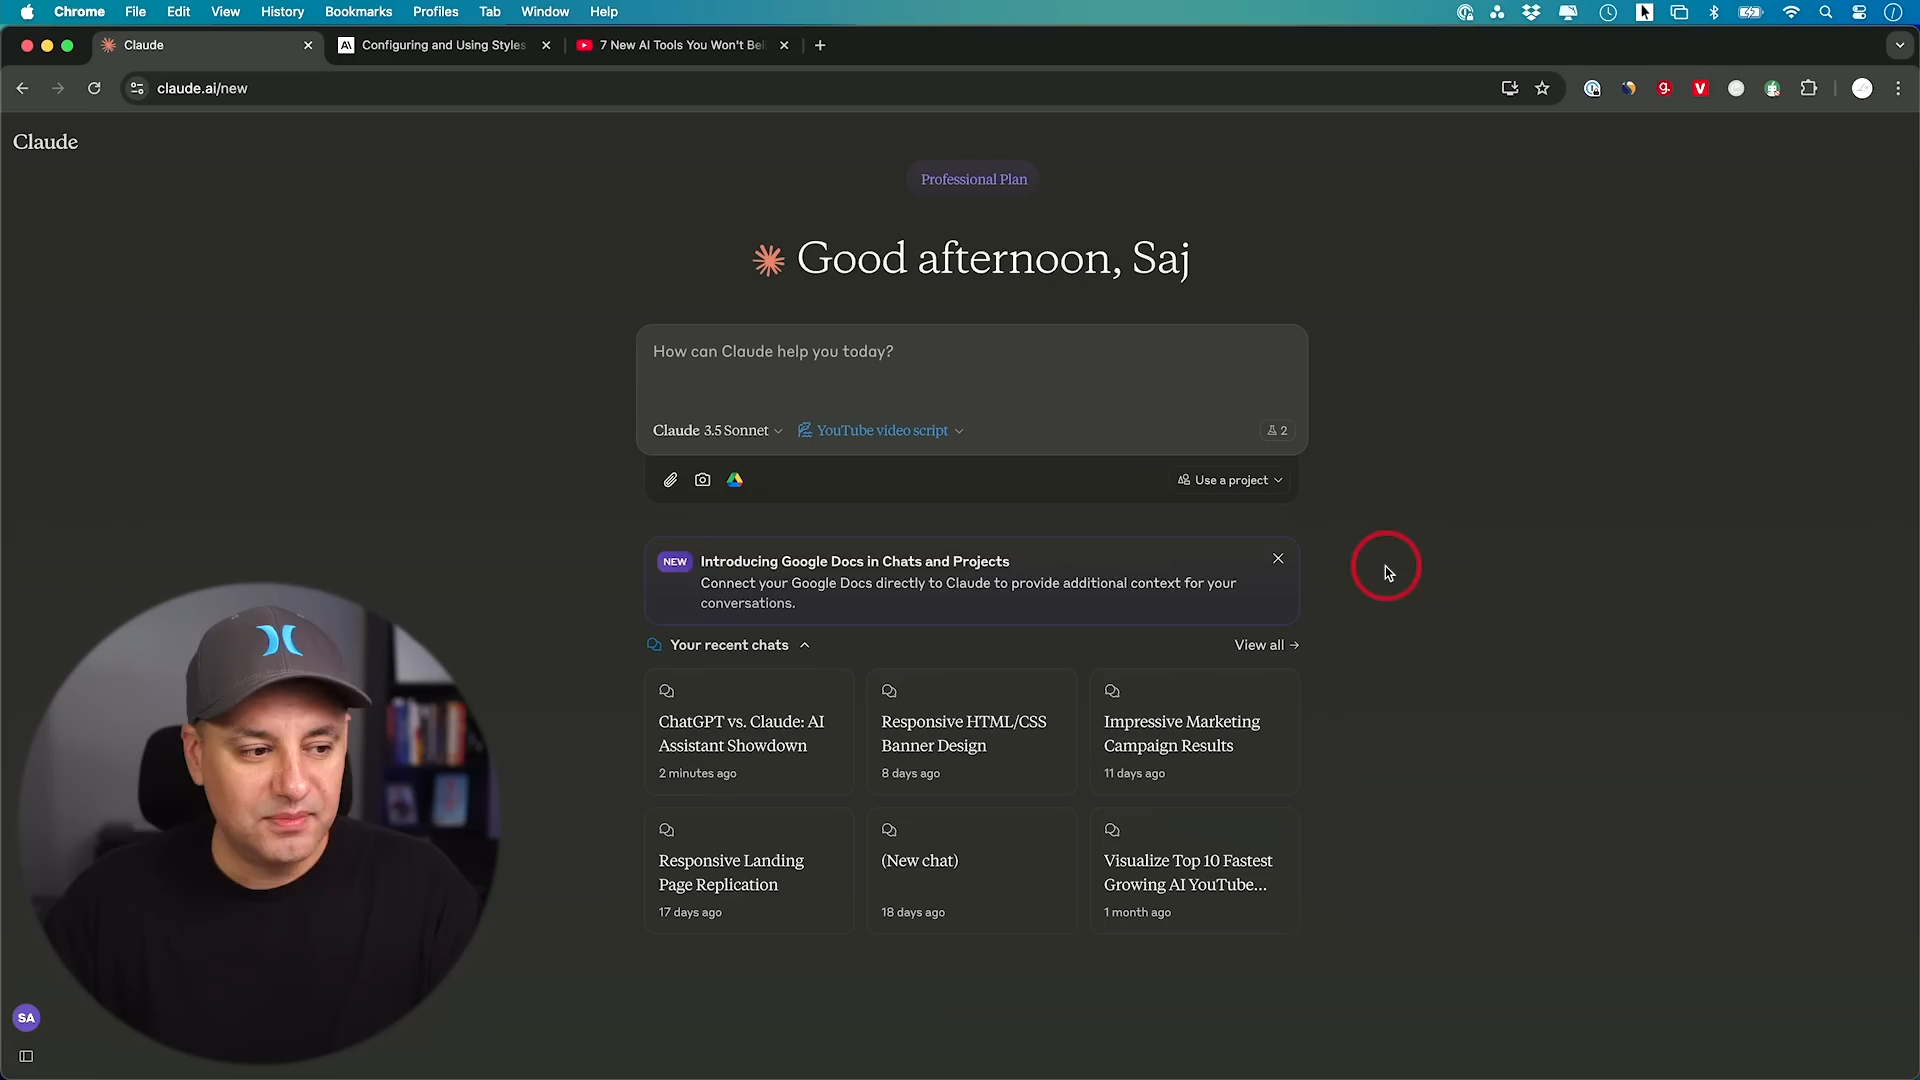 Chrome File Edit View History Bookmarks Profiles Tab Window Help
Claude
Configuring and Using Styles
7 New AI Tools You Won't Bel
claude.ai/new
Claude
Professional Plan
Good afternoon, Saj
How can Claude help you today?
Claude 3.5 Sonnet
YouTube video script
2
Use a project
NEW
Introducing Google Docs in Chats and Projects
Connect your Google Docs directly to Claude to provide additional context for your
conversations.
Your recent chats
View all →
ChatGPT vs. Claude: AI
Assistant Showdown
2 minutes ago
Responsive HTML/CSS
Banner Design
8 days ago
Impressive Marketing
Campaign Results
11 days ago
Responsive Landing
Page Replication
17 days ago
(New chat)
18 days ago
Visualize Top 10 Fastest
Growing AI YouTube...
1 month ago
SA